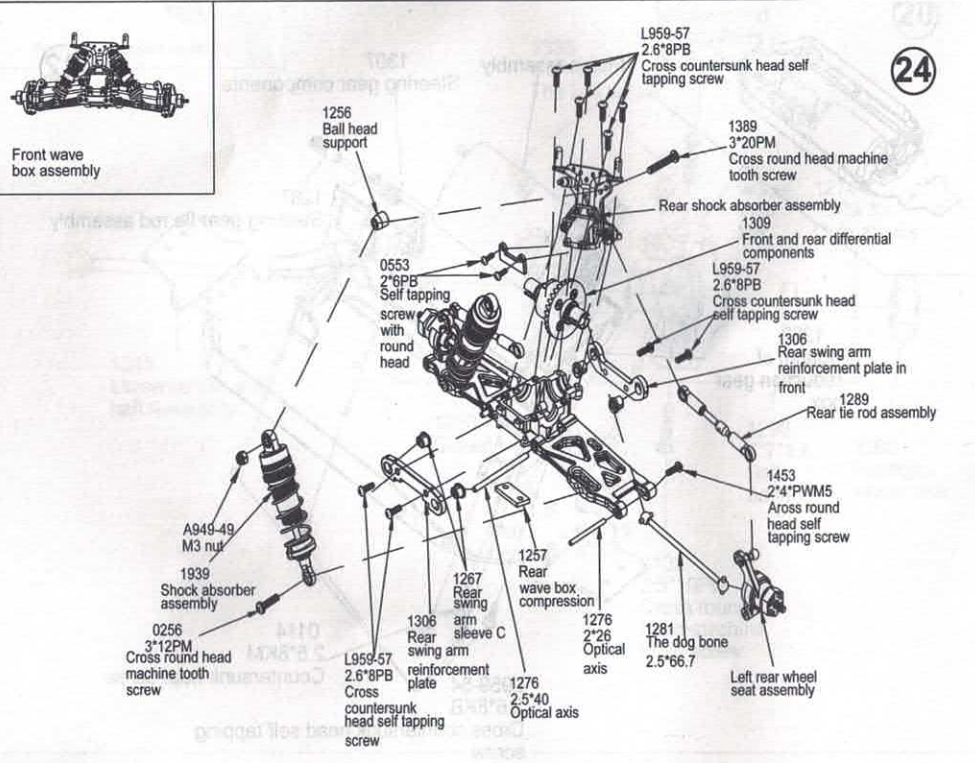 24
Front wave
box assembly
L959-57
2.6*8PB
Cross countersunk head self
tapping screw
1256
Ball head
support
1389
3*20PM
Cross round head machine
tooth screw
Rear shock absorber assembly
1309
Front and rear differential
components
0553
2*6PB
Self tapping
screw
with
round
head
L959-57
2.6*8PB
Cross countersunk head
self tapping screw
1306
Rear swing arm
reinforcement plate in
front
1289
Rear tie rod assembly
1453
2*4*PWM5
Aross round
head self
tapping screw
A949-49
M3 nut
1939
Shock absorber
assembly
0256
3*12PM
Cross round head
machine tooth
screw
L959-57
2.6*8PB
Cross
countersunk
head self tapping
screw
1306
Rear
swing arm
reinforcement
plate
1267
Rear
swing
arm
sleeve C
1257
Rear
wave box
compression
1276
2.5*40
Optical axis
1276
2*26
Optical
axis
1281
The dog bone
2.5*66.7
Left rear wheel
seat assembly